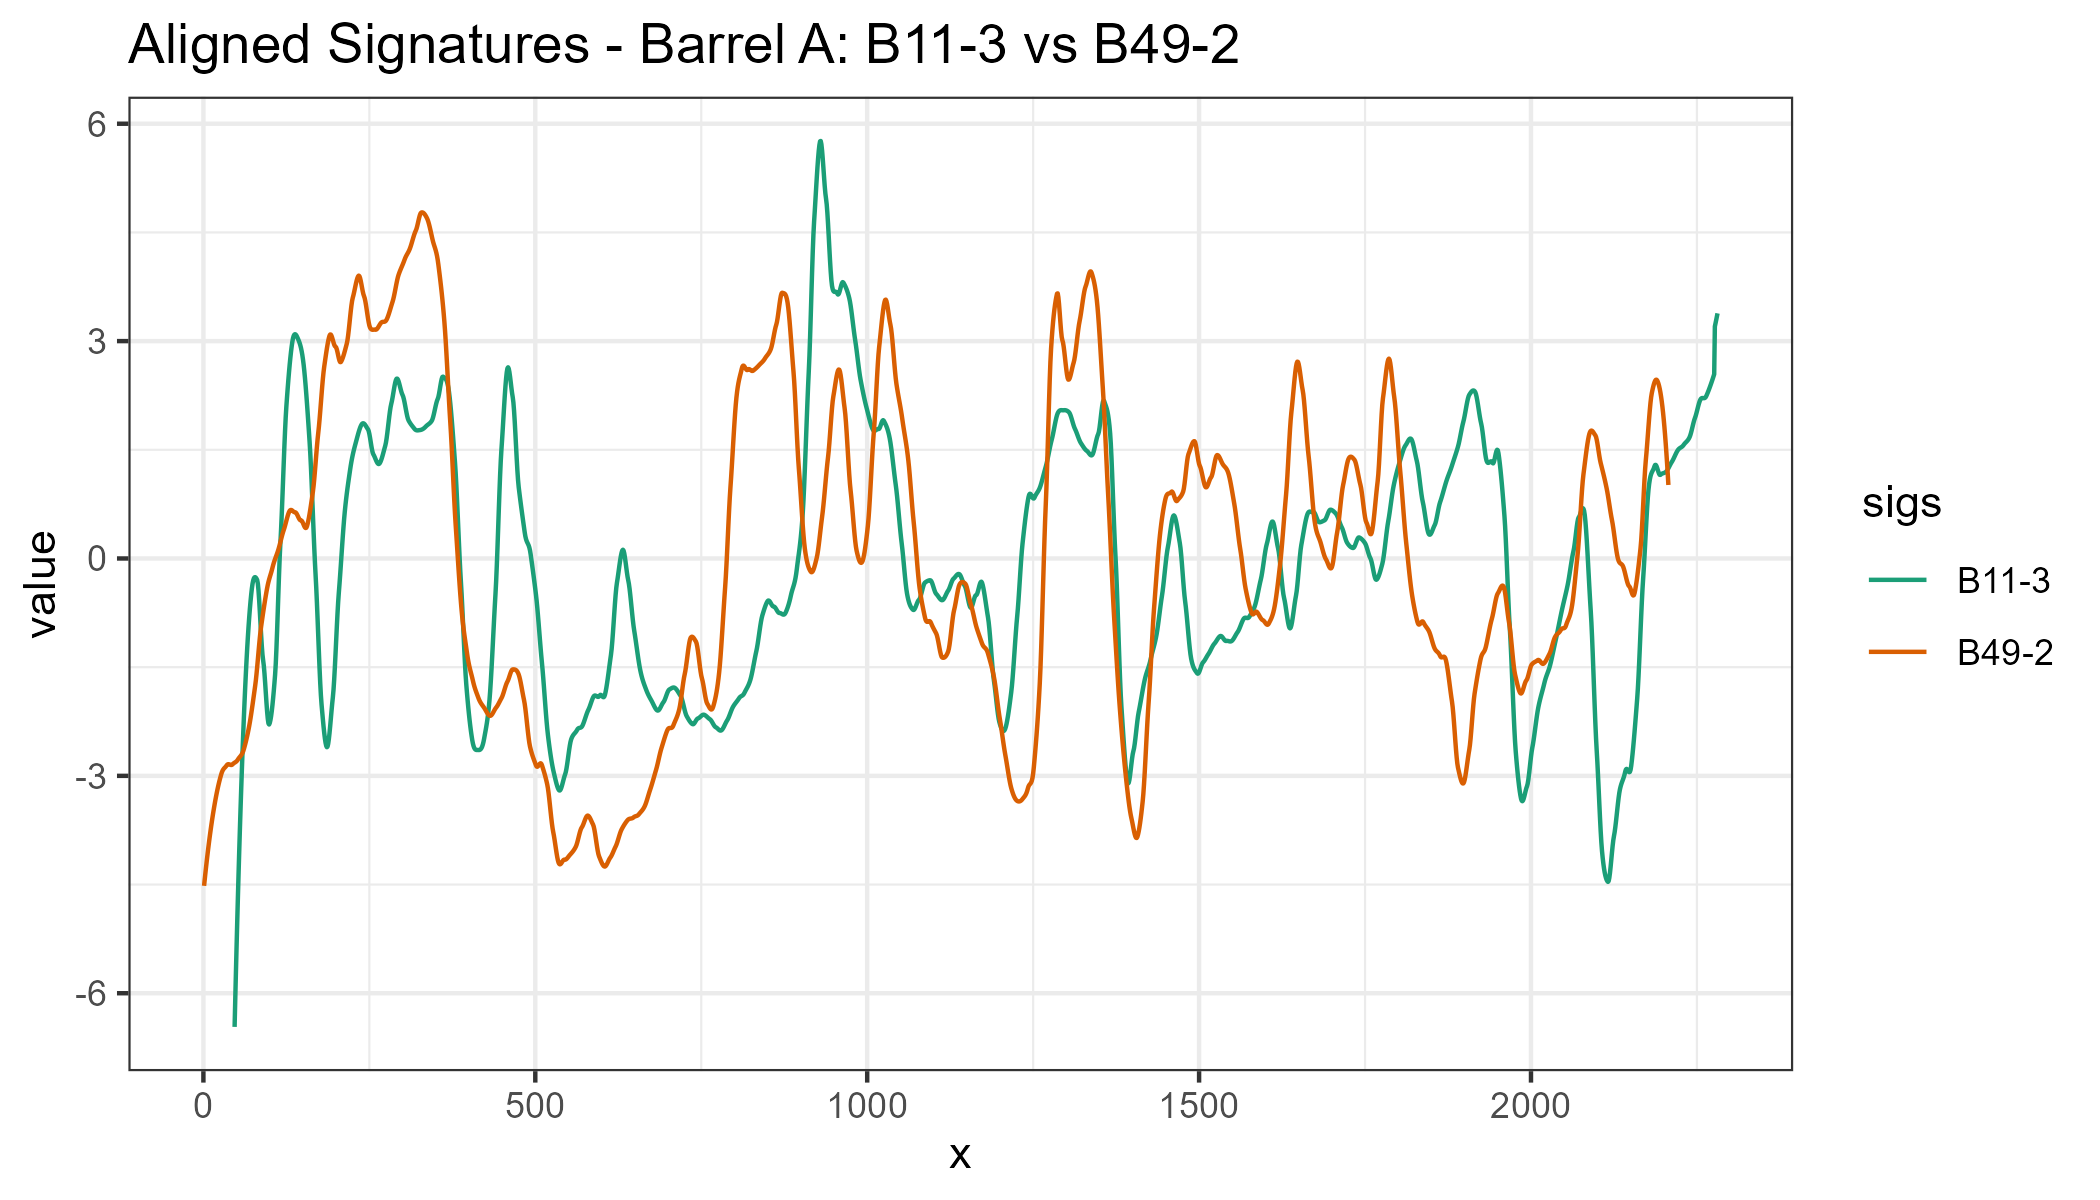 Aligned Signatures - Barrel A: B11-3 vs B49-2
6
3
0
-3
-6
value
0 500 1000 1500 2000
x
sigs
B11-3
B49-2